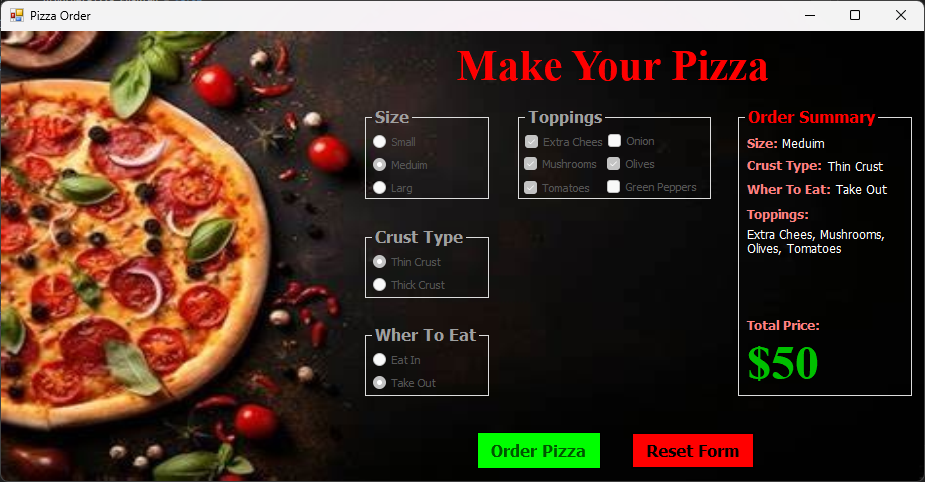 Pizza Order
Make Your Pizza
Size
Small
Meduim
Larg
Crust Type
Thin Crust
Thick Crust
Wher To Eat
Eat In
Take Out
Toppings
Extra Chees
Onion
Mushrooms
Olives
Tomatoes
Green Peppers
Order Summary
Size: Meduim
Crust Type: Thin Crust
Wher To Eat: Take Out
Toppings:
Extra Chees, Mushrooms,
Olives, Tomatoes
Total Price:
$50
Order Pizza
Reset Form